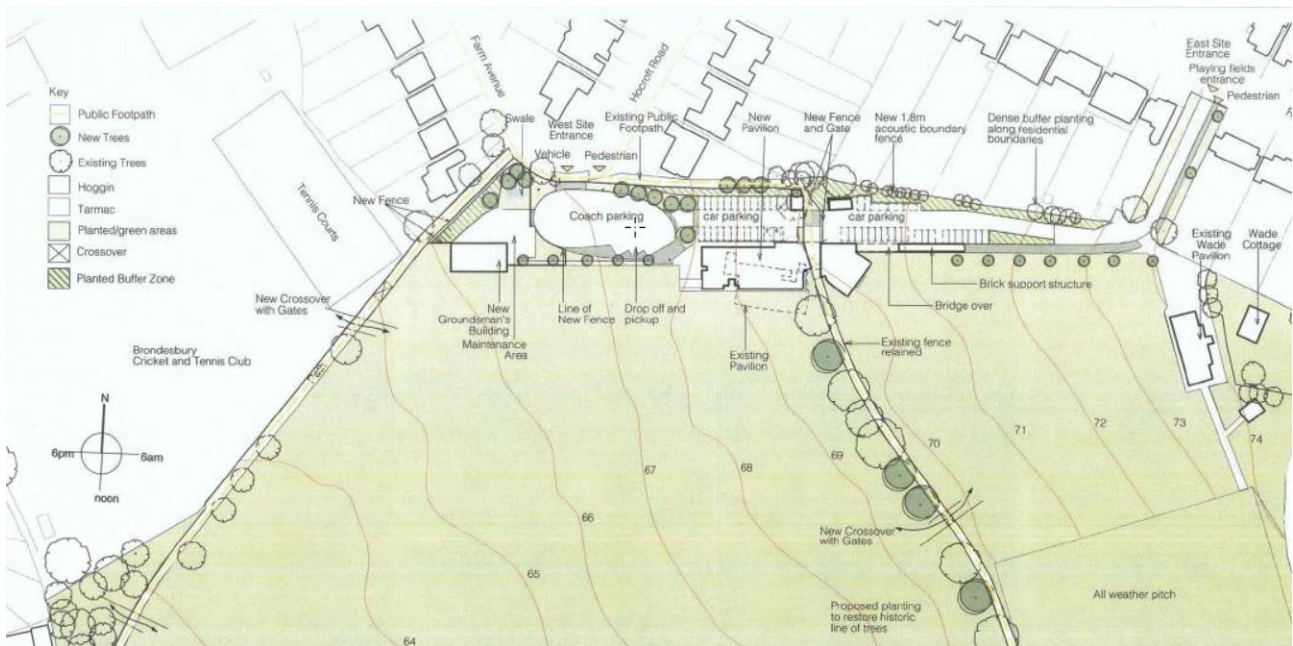 East Site
Entrance
Playing fields
entrance
Pedestrian
Farm Avenue
Hocroft Road
Key
Public Footpath
New Trees
Existing Trees
Hoggin
Tarmac
Planted/green areas
Crossover
Planted Buffer Zone
Swale
West Site
Entrance
Vehicle
Pedestrian
Existing Public
Footpath
New
Pavilion
New Fence
and Gate
New 1.8m
acoustic boundary
fence
Dense buffer planting
along residential
boundaries
Tennis Courts
New Fence
Coach parking
car parking
car parking
Existing
Wade
Pavilion
Wade
Cottage
New Crossover
with Gates
New
Groundsman's
Building
Maintenance
Area
Line of
New Fence
Drop off and
pickup
Existing
Pavilion
Bridge over
Brick support structure
Existing fence
retained
Brondesbury
Cricket and Tennis Club
N
6pm
6am
noon
64
65
66
67
68
69
70
71
72
73
74
New Crossover
with Gates
All weather pitch
Proposed planting
to restore historic
line of trees